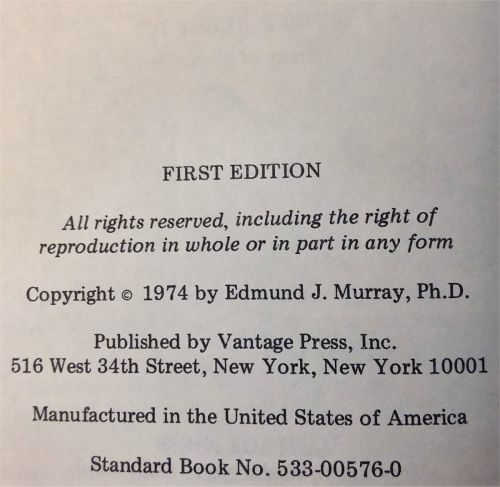 FIRST EDITION
All rights reserved, including the right of
reproduction in whole or in part in any form
Copyright © 1974 by Edmund J. Murray, Ph.D.
Published by Vantage Press, Inc.
516 West 34th Street, New York, New York 10001
Manufactured in the United States of America
Standard Book No. 533-00576-0